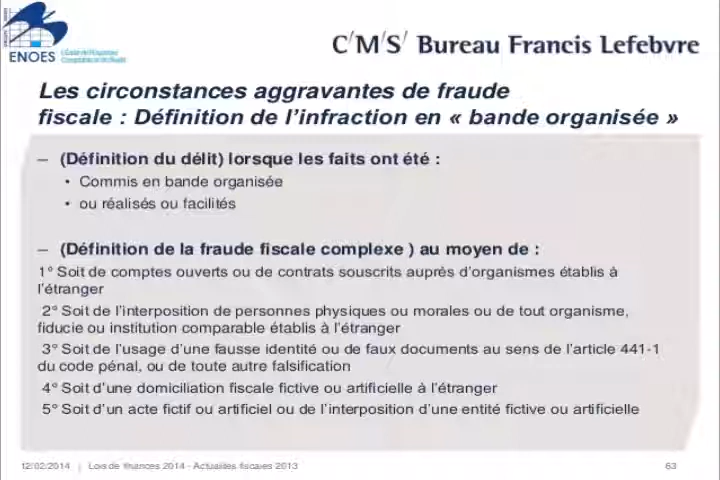 C'M'S' Bureau Francis Lefebvre
ENOES
Les circonstances aggravantes de fraude
fiscale : Définition de l'infraction en « bande organisée »
– (Définition du délit) lorsque les faits ont été :
• Commis en bande organisée
• ou réalisés ou facilités
– (Définition de la fraude fiscale complexe ) au moyen de :
1° Soit de comptes ouverts ou de contrats souscrits auprés d'organismes établis à
l'étranger
2° Soit de l'interposition de personnes physiques ou morales ou de tout organisme,
fiducie ou institution comparable établis à l'étranger
3° Soit de l'usage d'une fausse identité ou de faux documents au sens de l'article 441-1
du code pénal, ou de toute autre falsification
4° Soit d'une domiciliation fiscale fictive ou artificielle à l'étranger
5° Soit d'un acte fictif ou artificiel ou de l'interposition d'une entité fictive ou artificielle
12/02/2014 | Lois de finances 2014 - Actualités fiscales 2013
63